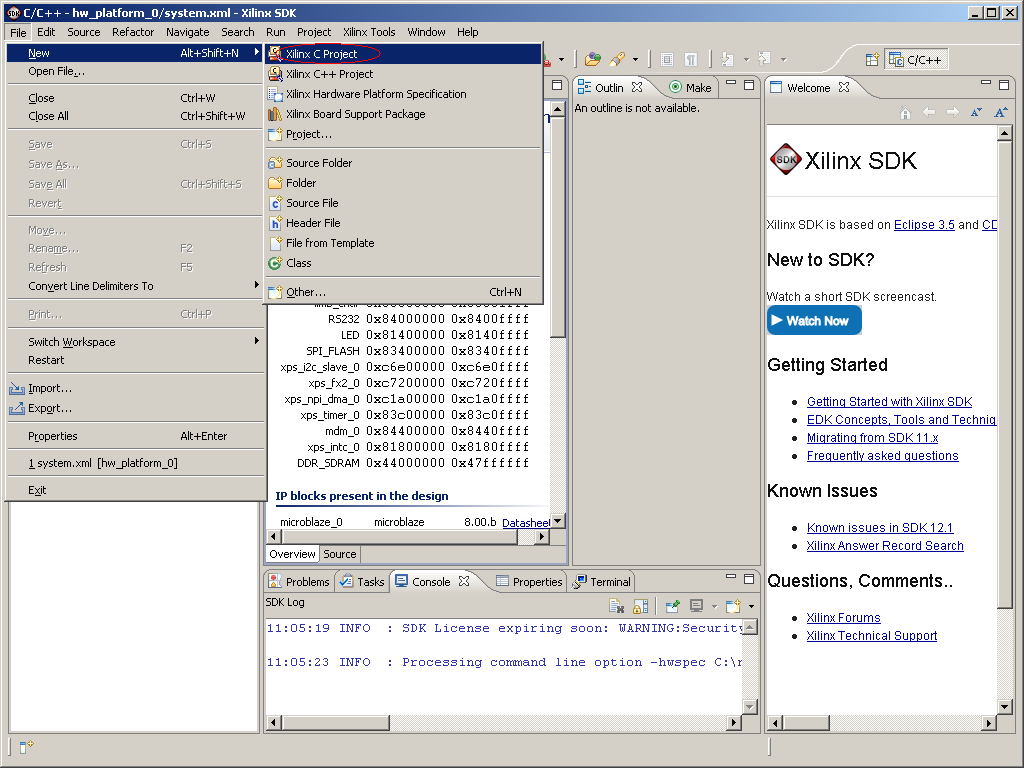 C/C++ - hw_platform_0/system.xml - Xilinx SDK
File Edit Source Refactor Navigate Search Run Project Xilinx Tools Window Help
New Alt+Shift+N
Open File...
Close Ctrl+W
Close All Ctrl+Shift+W
Save Ctrl+S
Save As...
Save All Ctrl+Shift+S
Revert
Move...
Rename... F2
Refresh F5
Convert Line Delimiters To
Print... Ctrl+P
Switch Workspace
Restart
Import...
Export...
Properties Alt+Enter
1 system.xml [hw_platform_0]
Exit
Xilinx C Project
Xilinx C++ Project
Xilinx Hardware Platform Specification
Xilinx Board Support Package
Project...
Source Folder
Folder
Source File
Header File
File from Template
Class
Other... Ctrl+N
RS232 0x84000000 0x8400ffff
LED 0x81400000 0x8140ffff
SPI_FLASH 0x83400000 0x8340ffff
xps_i2c_slave_0 0xc6e00000 0xc6e0ffff
xps_fx2_0 0xc7200000 0xc720ffff
xps_npi_dma_0 0xc1a00000 0xc1a0ffff
xps_timer_0 0x83c00000 0x83c0ffff
mdm_0 0x84400000 0x8440ffff
xps_intc_0 0x81800000 0x8180ffff
DDR_SDRAM 0x44000000 0x47ffffff
IP blocks present in the design
microblaze_0 microblaze 8.00.b Datasheet
Overview Source
Outlin Make
An outline is not available.
C/C++
Welcome
SDK Xilinx SDK
Xilinx SDK is based on Eclipse 3.5 and CD
New to SDK?
Watch a short SDK screencast.
Watch Now
Getting Started
Getting Started with Xilinx SDK
EDK Concepts, Tools and Techniq
Migrating from SDK 11.x
Frequently asked questions
Known Issues
Known issues in SDK 12.1
Xilinx Answer Record Search
Questions, Comments..
Xilinx Forums
Xilinx Technical Support
Problems Tasks Console Properties Terminal
SDK Log
11:05:19 INFO : SDK License expiring soon: WARNING:Security
11:05:23 INFO : Processing command line option -hwspec C:\